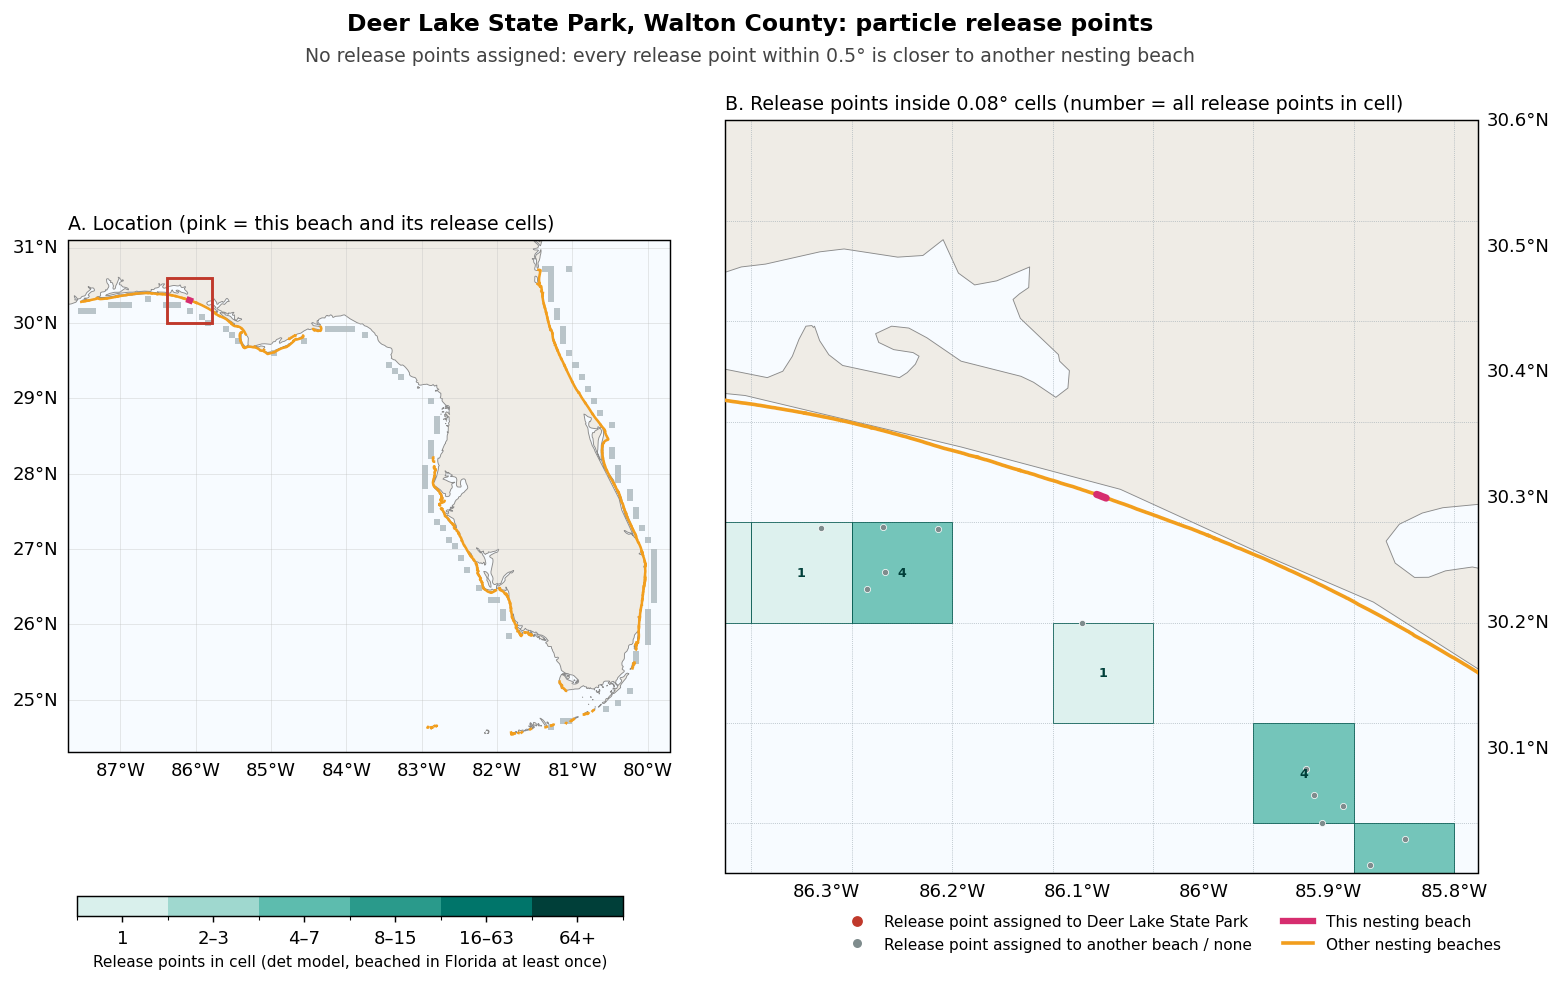 Deer Lake State Park, Walton County: particle release points
No release points assigned: every release point within 0.5° is closer to another nesting beach
A. Location (pink = this beach and its release cells)
31°N
30°N
29°N
28°N
27°N
26°N
25°N
87°W 86°W 85°W 84°W 83°W 82°W 81°W 80°W
B. Release points inside 0.08° cells (number = all release points in cell)
30.6°N
30.5°N
30.4°N
30.3°N
30.2°N
30.1°N
1 4
1
4
86.3°W 86.2°W 86.1°W 86°W 85.9°W 85.8°W
1 2–3 4–7 8–15 16–63 64+
Release points in cell (det model, beached in Florida at least once)
Release point assigned to Deer Lake State Park
Release point assigned to another beach / none
This nesting beach
Other nesting beaches